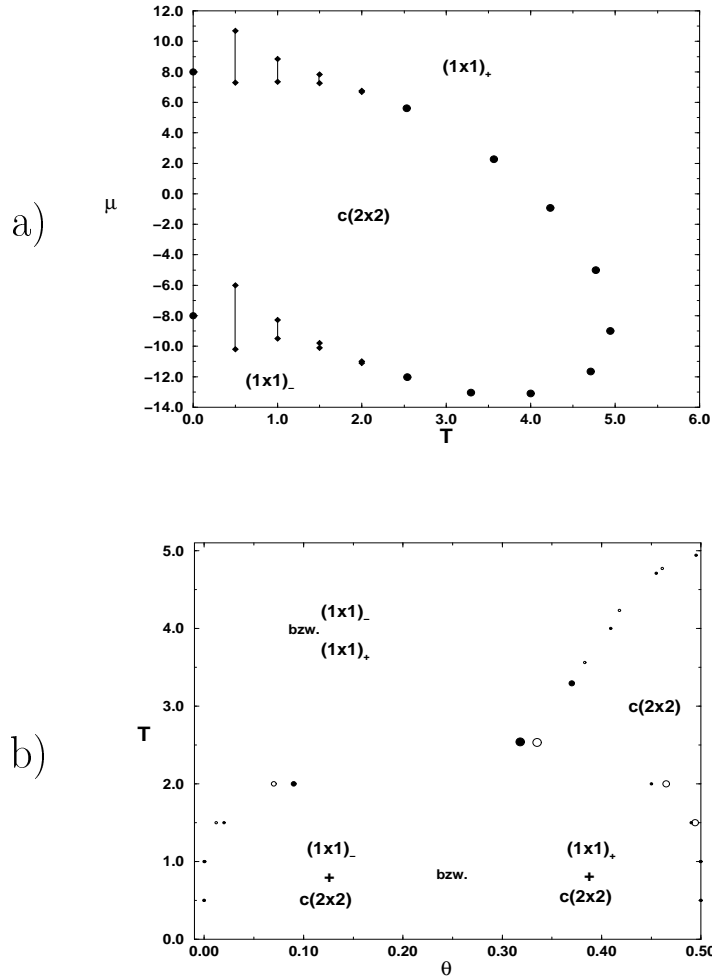 a)
12.0
10.0
8.0
6.0
4.0
2.0
0.0
−2.0
−4.0
−6.0
−8.0
−10.0
−12.0
−14.0
μ
(1x1)₊
c(2x2)
(1x1)₋
0.0 1.0 2.0 3.0 4.0 5.0 6.0
T
b)
5.0
4.0
3.0
2.0
1.0
0.0
T
(1x1)₋
bzw.
(1x1)₊
c(2x2)
(1x1)₋ (1x1)₊
+ bzw. +
c(2x2) c(2x2)
0.00 0.10 0.20 0.30 0.40 0.50
θ